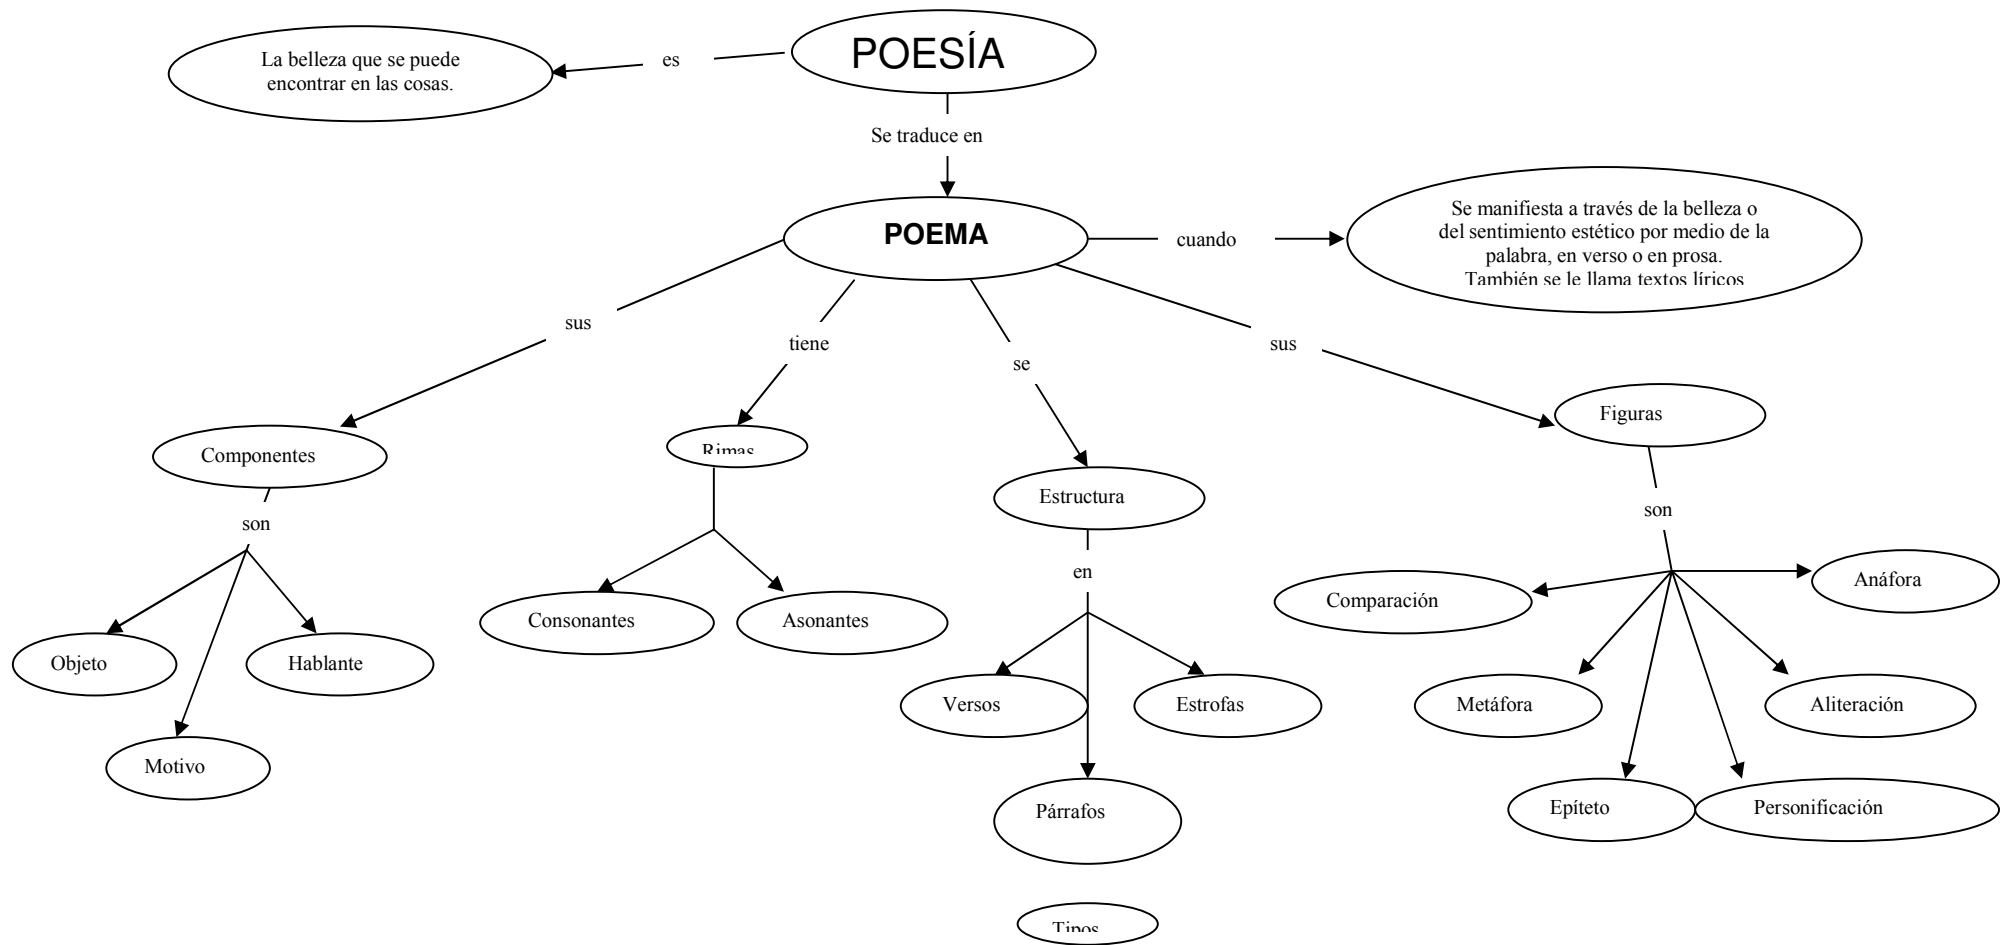 POESÍA
La belleza que se puede
encontrar en las cosas.
es
Se traduce en
POEMA
cuando
Se manifiesta a través de la belleza o
del sentimiento estético por medio de la
palabra, en verso o en prosa.
También se le llama textos líricos
sus
tiene
se
sus
Componentes
Rimas
Estructura
Figuras
son
en
son
Objeto
Motivo
Hablante
Consonantes
Asonantes
Versos
Párrafos
Estrofas
Comparación
Metáfora
Epíteto
Personificación
Aliteración
Anáfora
Tipos